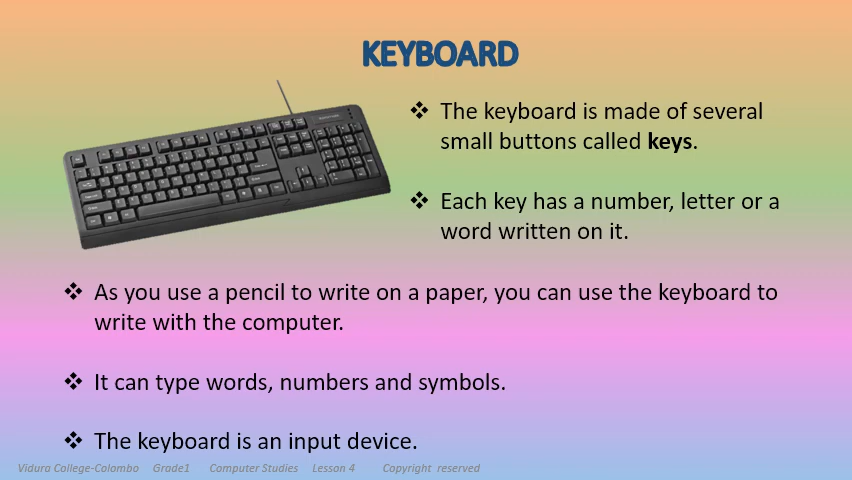 KEYBOARD
❖ The keyboard is made of several
small buttons called keys.
❖ Each key has a number, letter or a
word written on it.
❖ As you use a pencil to write on a paper, you can use the keyboard to
write with the computer.
❖ It can type words, numbers and symbols.
❖ The keyboard is an input device.
Vidura College-Colombo Grade1 Computer Studies Lesson 4 Copyright reserved